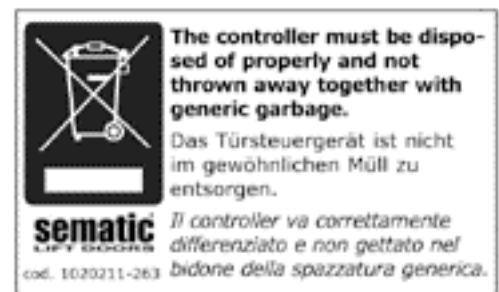 The controller must be dispo-
sed of properly and not
thrown away together with
generic garbage.
Das Türsteuergerät ist nicht
im gewöhnlichen Müll zu
entsorgen.
Il controller va correttamente
differenziato e non gettato nel
bidone della spazzatura generica.
sematic
LIFT DOORS
cod. 1020211-263